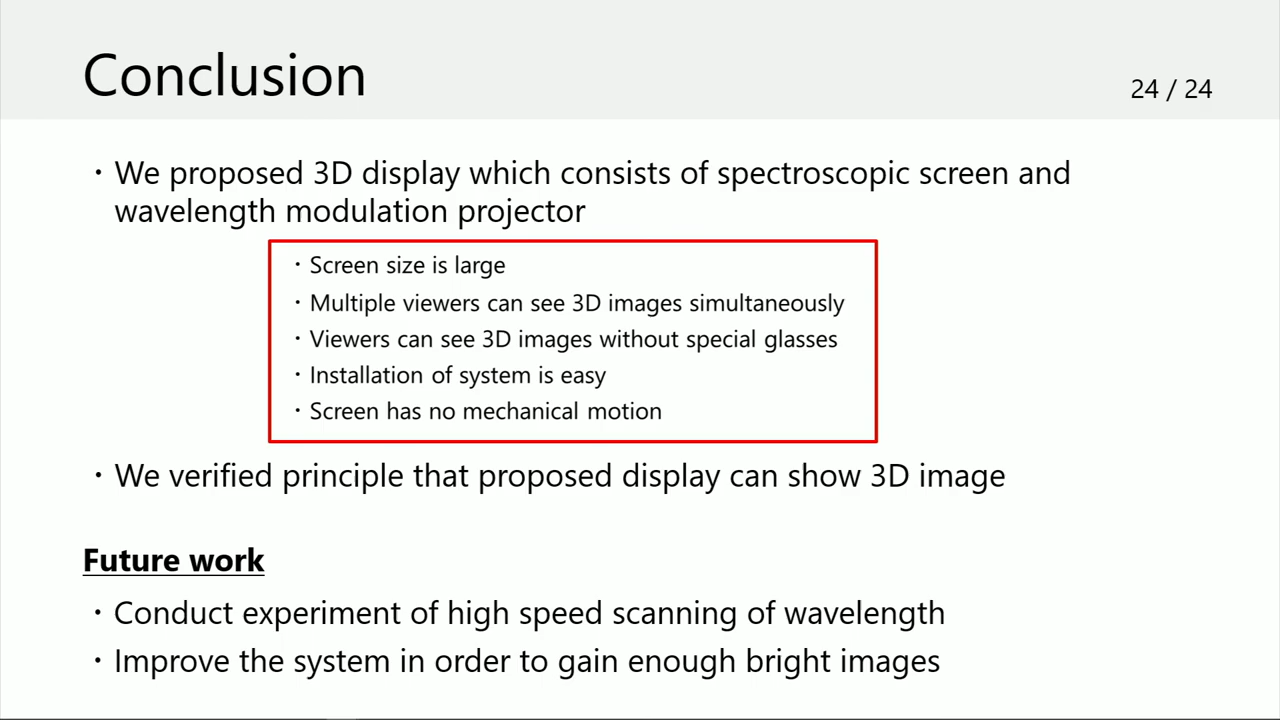 Conclusion
24 / 24
・We proposed 3D display which consists of spectroscopic screen and
wavelength modulation projector
・Screen size is large
・Multiple viewers can see 3D images simultaneously
・Viewers can see 3D images without special glasses
・Installation of system is easy
・Screen has no mechanical motion
・We verified principle that proposed display can show 3D image
Future work
・Conduct experiment of high speed scanning of wavelength
・Improve the system in order to gain enough bright images